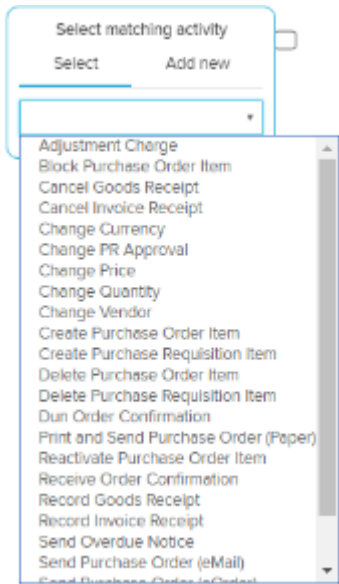 Select matching activity
Select Add new
Adjustment Charge
Block Purchase Order Item
Cancel Goods Receipt
Cancel Invoice Receipt
Change Currency
Change PR Approval
Change Price
Change Quantity
Change Vendor
Create Purchase Order Item
Create Purchase Requisition Item
Delete Purchase Order Item
Delete Purchase Requisition Item
Dun Order Confirmation
Print and Send Purchase Order (Paper)
Reactivate Purchase Order Item
Receive Order Confirmation
Record Goods Receipt
Record Invoice Receipt
Send Overdue Notice
Send Purchase Order (eMail)
Send Purchase Order